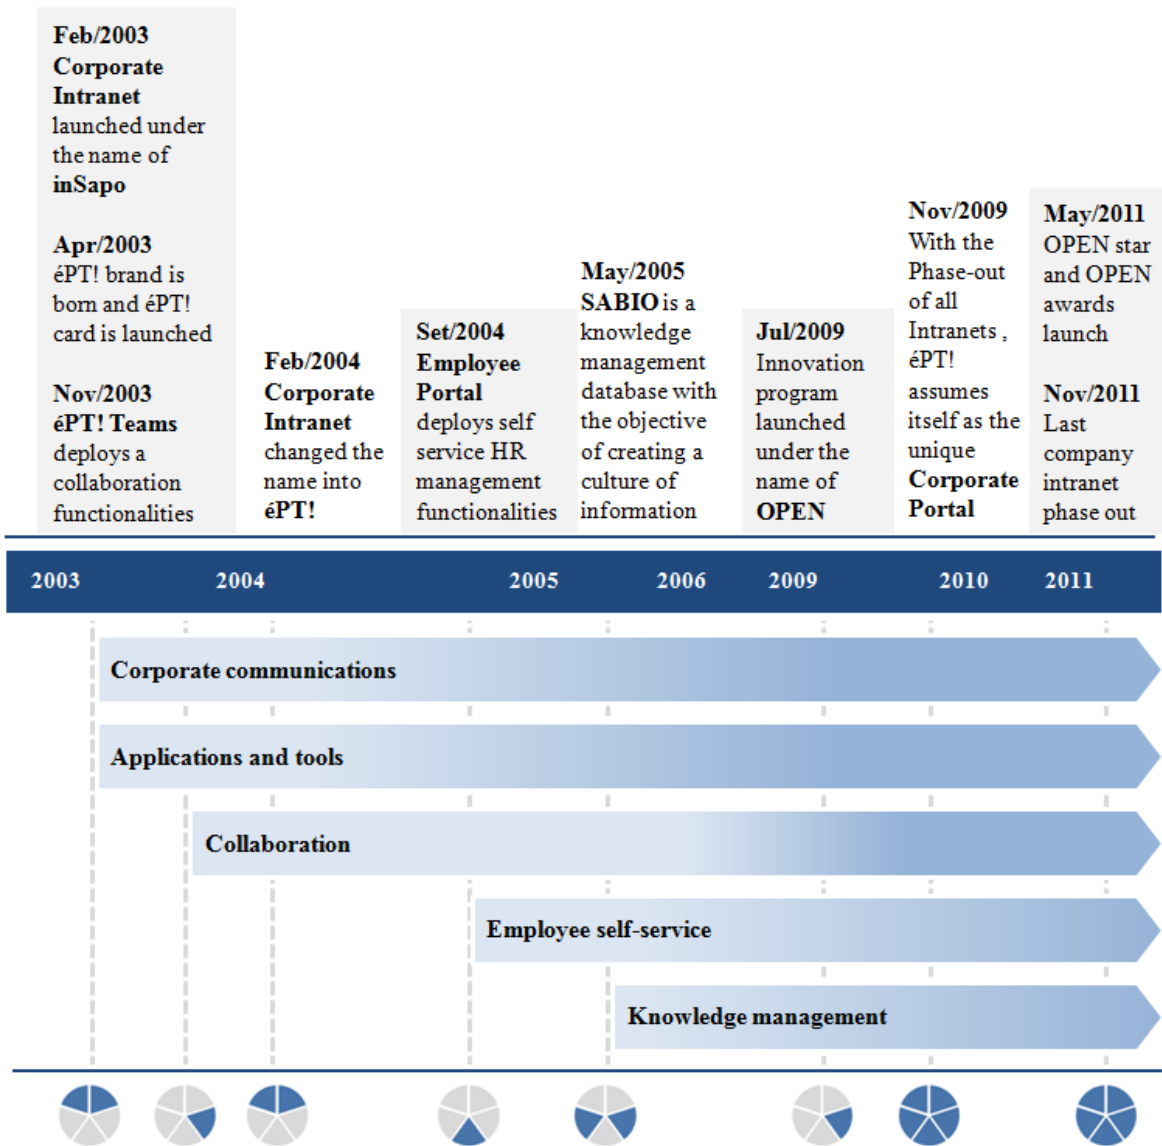 Feb/2003
Corporate
Intranet
launched under
the name of
inSapo
Apr/2003
éPT! brand is
born and éPT!
card is launched
Nov/2003
éPT! Teams
deploys a
collaboration
functionalities
Feb/2004
Corporate
Intranet
changed the
name into
éPT!
Set/2004
Employee
Portal
deploys self
service HR
management
functionalities
May/2005
SABIO is a
knowledge
management
database with
the objective
of creating a
culture of
information
Jul/2009
Innovation
program
launched
under the
name of
OPEN
Nov/2009
With the
Phase-out
of all
Intranets ,
éPT!
assumes
itself as the
unique
Corporate
Portal
May/2011
OPEN star
and OPEN
awards
launch
Nov/2011
Last
company
intranet
phase out
2003 2004 2005 2006 2009 2010 2011
Corporate communications
Applications and tools
Collaboration
Employee self-service
Knowledge management